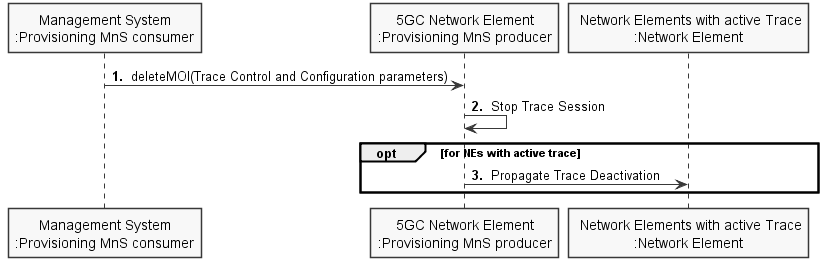 Management System
:Provisioning MnS consumer
5GC Network Element
:Provisioning MnS producer
Network Elements with active Trace
:Network Element
1. deleteMOI(Trace Control and Configuration parameters)
2. Stop Trace Session
opt [for NEs with active trace]
3. Propagate Trace Deactivation
Management System
:Provisioning MnS consumer
5GC Network Element
:Provisioning MnS producer
Network Elements with active Trace
:Network Element